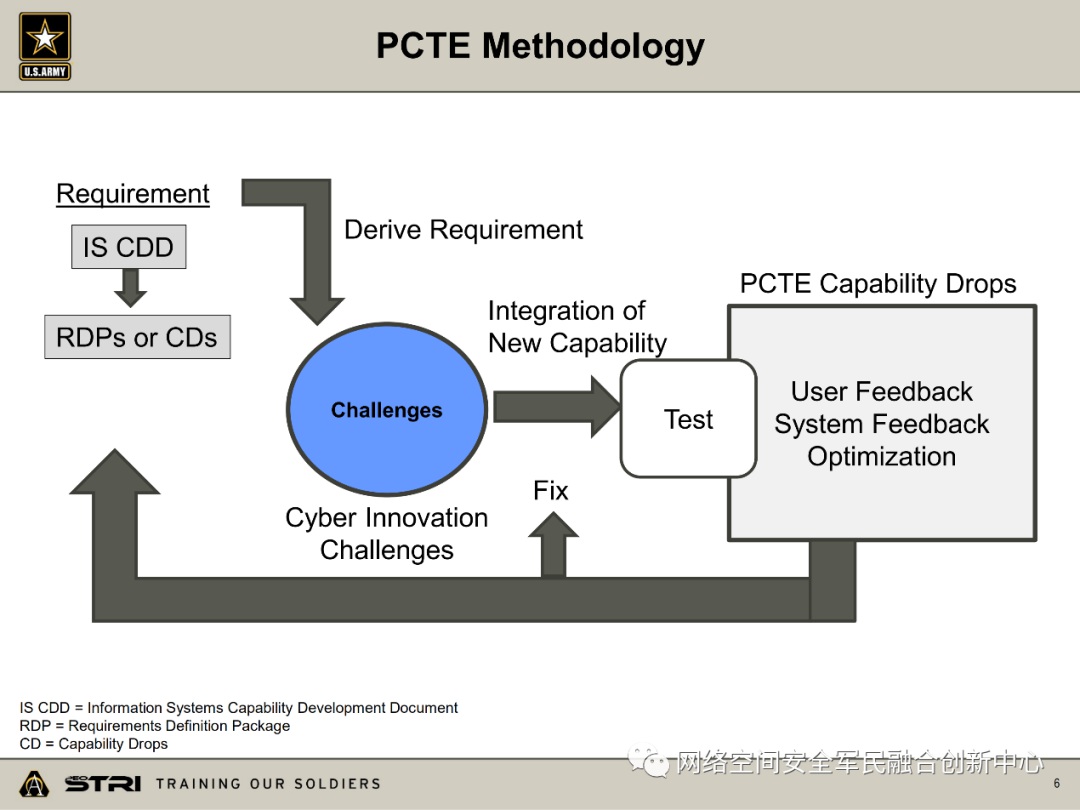 PCTE Methodology
U.S.ARMY
Requirement
IS CDD
RDPs or CDs
Derive Requirement
Integration of
New Capability
PCTE Capability Drops
Challenges
Test
User Feedback
System Feedback
Optimization
Fix
Cyber Innovation
Challenges
IS CDD = Information Systems Capability Development Document
RDP = Requirements Definition Package
CD = Capability Drops
网络空间安全军民融合创新中心
PEO STRI TRAINING OUR SOLDIERS
6